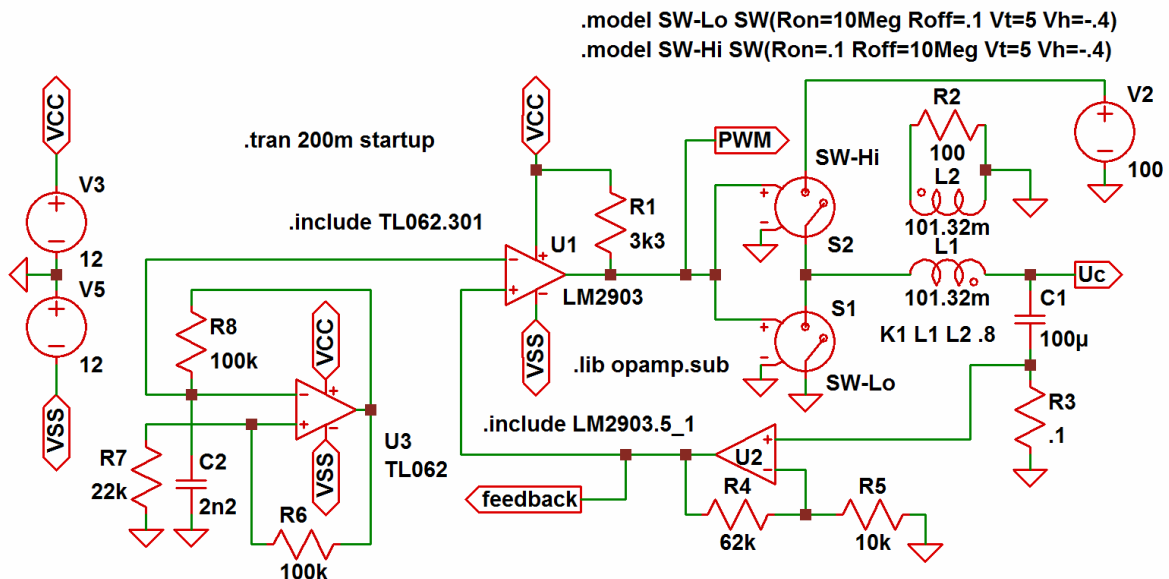 .model SW-Lo SW(Ron=10Meg Roff=.1 Vt=5 Vh=-.4)
.model SW-Hi SW(Ron=.1 Roff=10Meg Vt=5 Vh=-.4)
VCC
VCC
V2
R2
100
PWM
.tran 200m startup
SW-Hi
100
V3
L2
R1
3k3
101.32m
.include TL062.301
U1
S2
L1
12
LM2903
Uc
V5
101.32m
S1
C1
R8
100k
VCC
K1 L1 L2 .8
100µ
12
VSS
.lib opamp.sub
SW-Lo
R3
.1
VSS
.include LM2903.5_1
U3
TL062
U2
R7
22k
C2
2n2
VSS
feedback
R4
62k
R5
10k
R6
100k